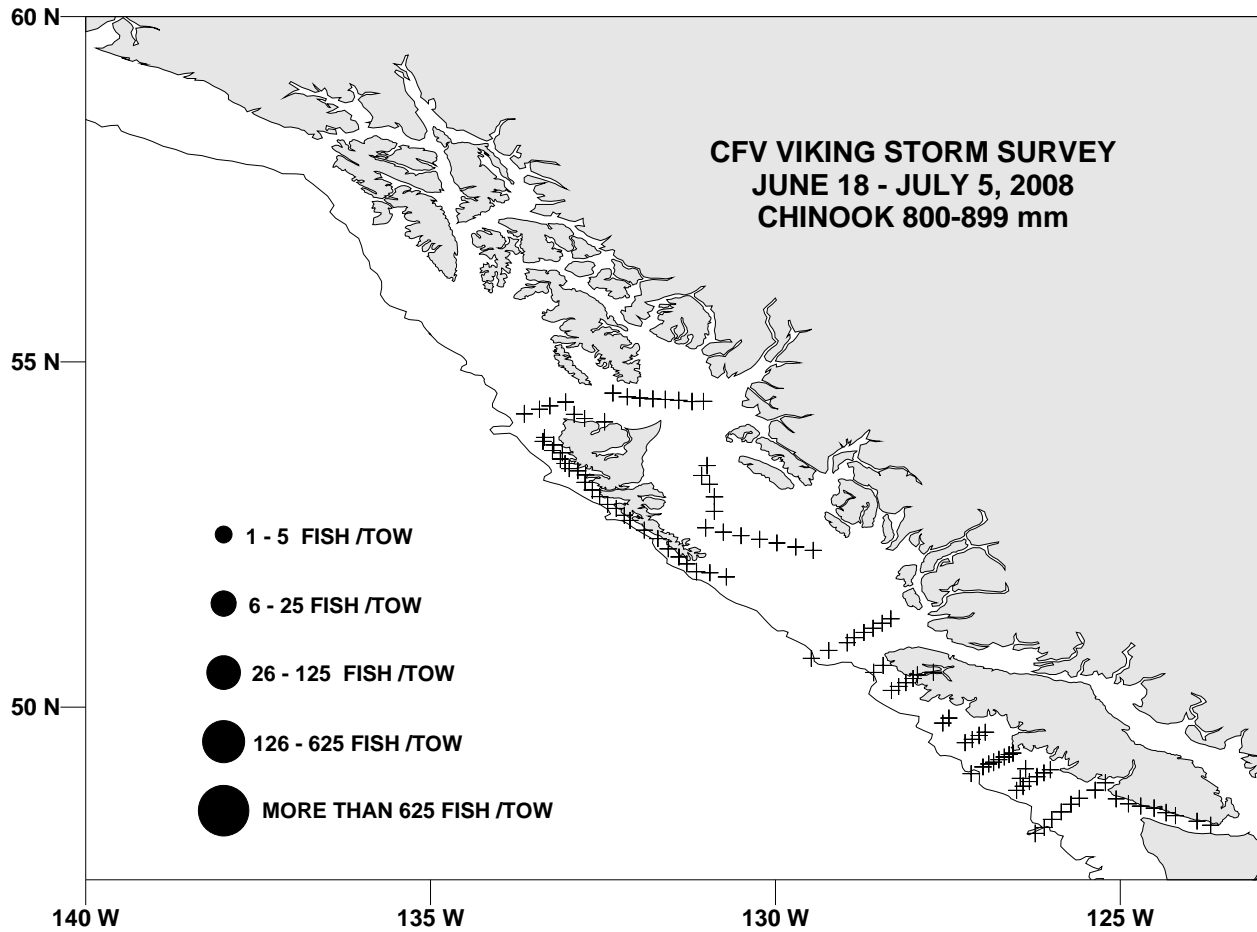 60 N
CFV VIKING STORM SURVEY
JUNE 18 - JULY 5, 2008
CHINOOK 800-899 mm
55 N
1 - 5 FISH /TOW
6 - 25 FISH /TOW
26 - 125 FISH /TOW
50 N
126 - 625 FISH /TOW
MORE THAN 625 FISH /TOW
140 W
135 W
130 W
125 W